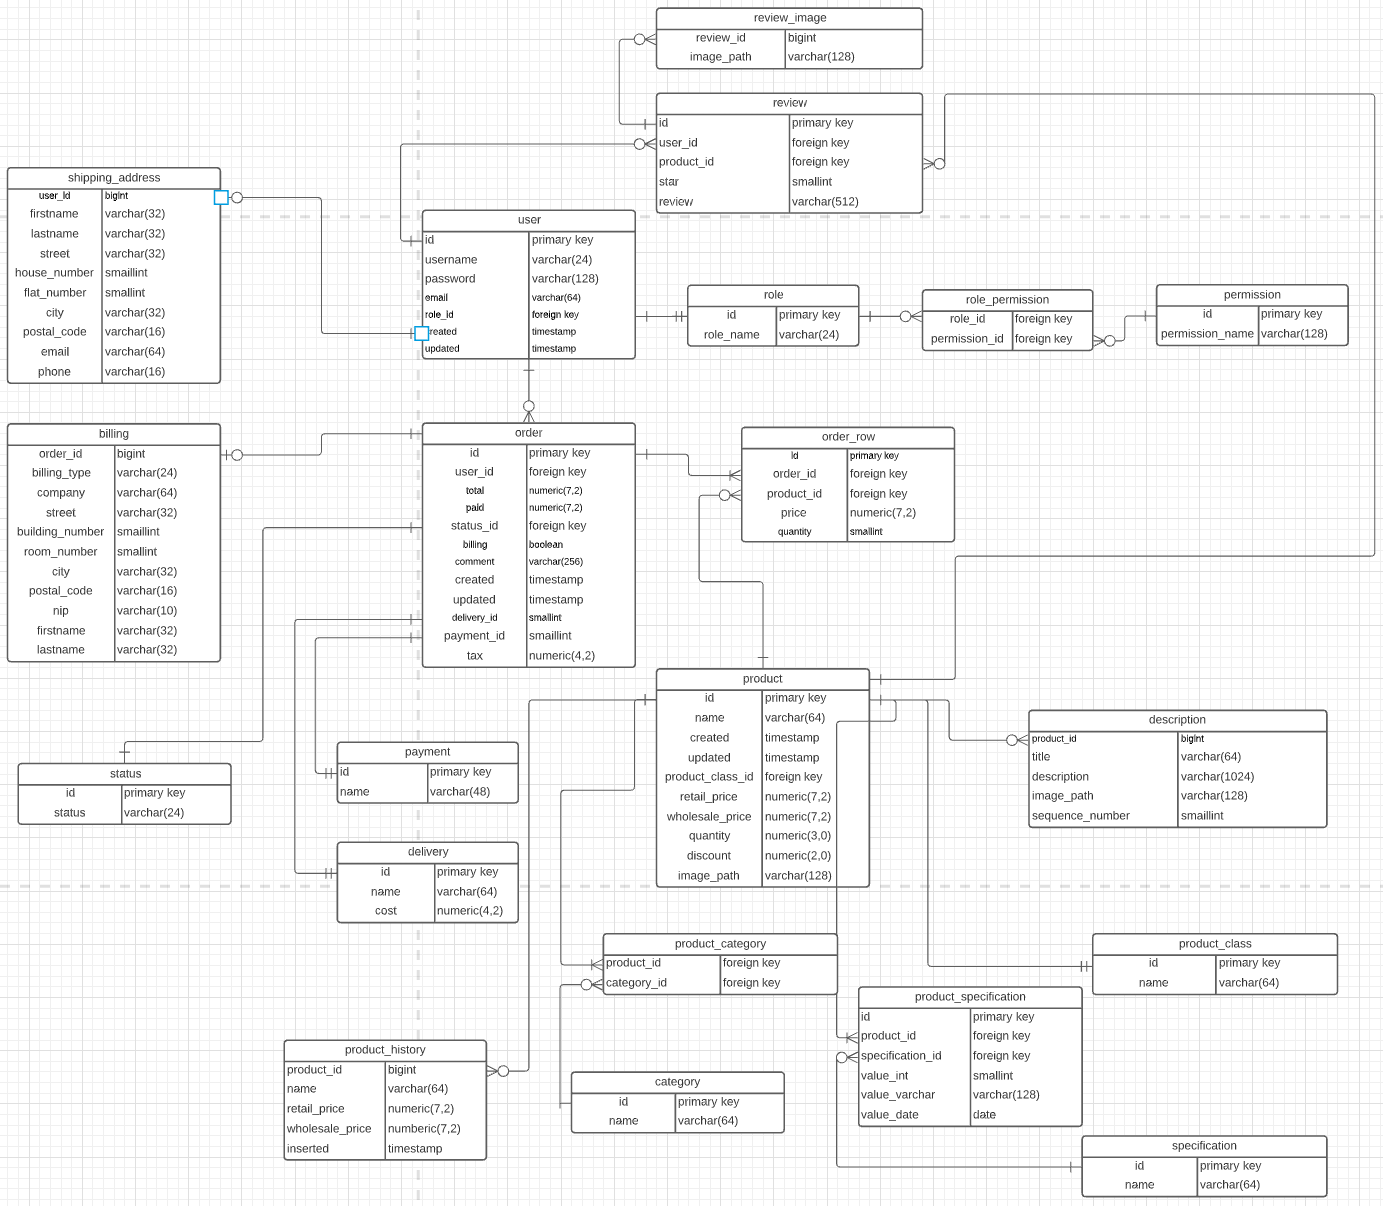 review_image
review_id bigint
image_path varchar(128)
review
id primary key
user_id foreign key
product_id foreign key
star smallint
review varchar(512)
shipping_address
user_id bigint
firstname varchar(32)
lastname varchar(32)
street varchar(32)
house_number smaillint
flat_number smallint
city varchar(32)
postal_code varchar(16)
email varchar(64)
phone varchar(16)
user
id primary key
username varchar(24)
password varchar(128)
email varchar(64)
role_id foreign key
reated timestamp
updated timestamp
role
id primary key
role_name varchar(24)
role_permission
role_id foreign key
permission_id foreign key
permission
id primary key
permission_name varchar(128)
billing
order_id bigint
billing_type varchar(24)
company varchar(64)
street varchar(32)
building_number smaillint
room_number smallint
city varchar(32)
postal_code varchar(16)
nip varchar(10)
firstname varchar(32)
lastname varchar(32)
order
id primary key
user_id foreign key
total numeric(7,2)
paid numeric(7,2)
status_id foreign key
billing boolean
comment varchar(256)
created timestamp
updated timestamp
delivery_id smallint
payment_id smaillint
tax numeric(4,2)
order_row
id primary key
order_id foreign key
product_id foreign key
price numeric(7,2)
quantity smallint
product
id primary key
name varchar(64)
created timestamp
updated timestamp
product_class_id foreign key
retail_price numeric(7,2)
wholesale_price numeric(7,2)
quantity numeric(3,0)
discount numeric(2,0)
image_path varchar(128)
description
product_id bigint
title varchar(64)
description varchar(1024)
image_path varchar(128)
sequence_number smaillint
status
id primary key
status varchar(24)
payment
id primary key
name varchar(48)
delivery
id primary key
name varchar(64)
cost numeric(4,2)
product_category
product_id foreign key
category_id foreign key
product_class
id primary key
name varchar(64)
product_specification
id primary key
product_id foreign key
specification_id foreign key
value_int smallint
value_varchar varchar(128)
value_date date
product_history
product_id bigint
name varchar(64)
retail_price numeric(7,2)
wholesale_price numberic(7,2)
inserted timestamp
category
id primary key
name varchar(64)
specification
id primary key
name varchar(64)